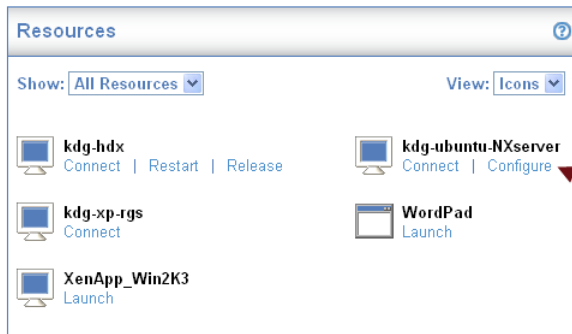 Resources
Show: All Resources View: Icons
kdg-hdx
Connect | Restart | Release
kdg-ubuntu-NXserver
Connect | Configure
kdg-xp-rgs
Connect
WordPad
Launch
XenApp_Win2K3
Launch